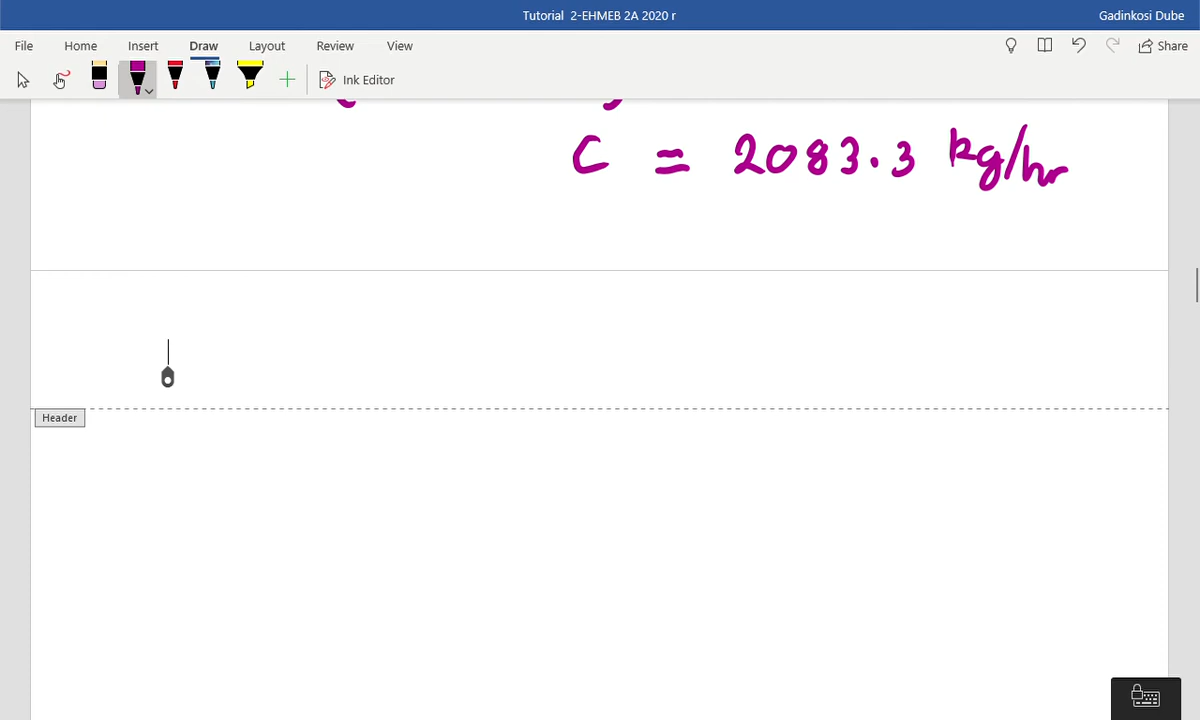 Tutorial 2-EHMEB 2A 2020 r
Gadinkosi Dube
File Home Insert Draw Layout Review View
Share
Ink Editor
C = 2083.3 kg/hr
Header